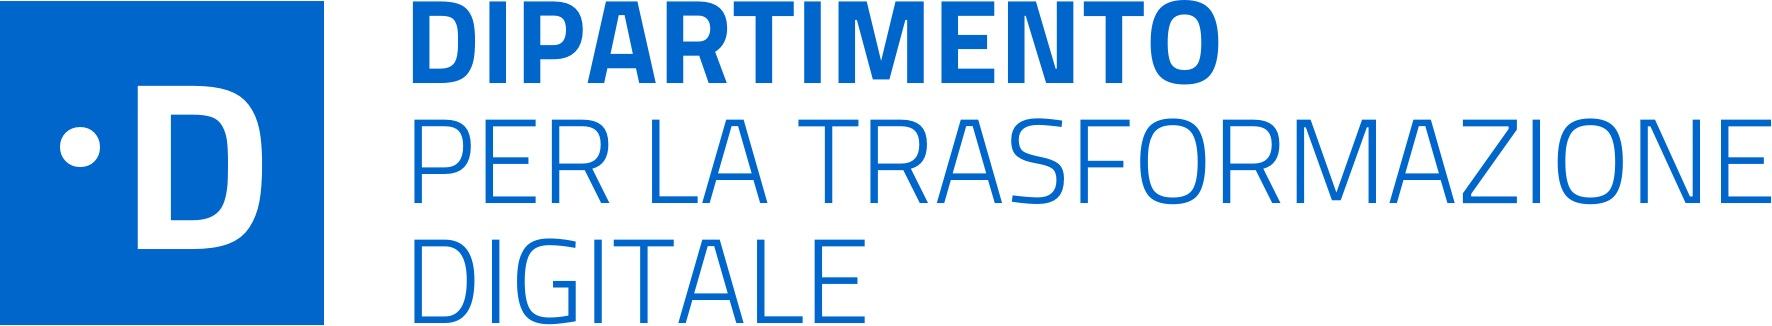 D
DIPARTIMENTO
PER LA TRASFORMAZIONE
DIGITALE